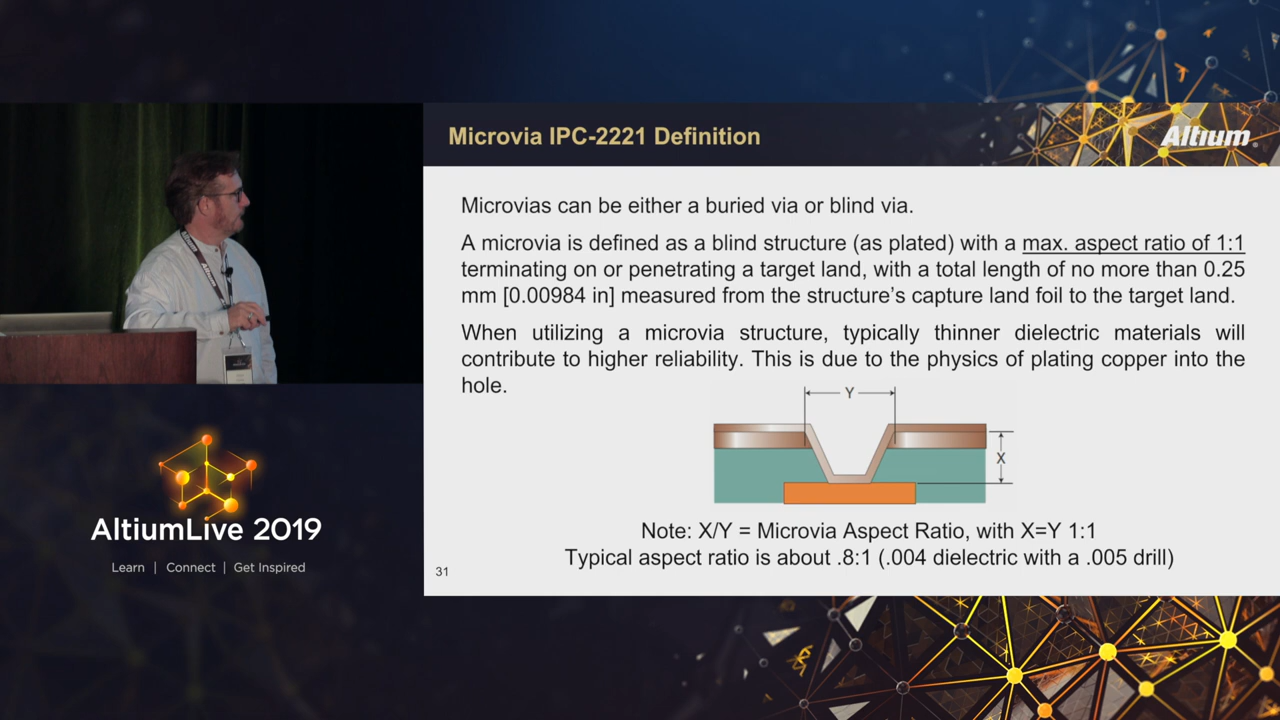 Microvia IPC-2221 Definition
Altium
Microvias can be either a buried via or blind via.
A microvia is defined as a blind structure (as plated) with a max. aspect ratio of 1:1
terminating on or penetrating a target land, with a total length of no more than 0.25
mm [0.00984 in] measured from the structure's capture land foil to the target land.
When utilizing a microvia structure, typically thinner dielectric materials will
contribute to higher reliability. This is due to the physics of plating copper into the
hole.
Y
X
Note: X/Y = Microvia Aspect Ratio, with X=Y 1:1
Typical aspect ratio is about .8:1 (.004 dielectric with a .005 drill)
31
AltiumLive 2019
Learn | Connect | Get Inspired